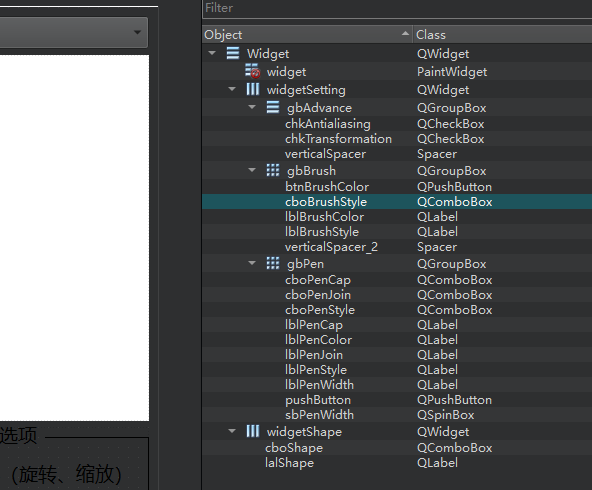 Filter
Object Class
Widget QWidget
widget PaintWidget
widgetSetting QWidget
gbAdvance QGroupBox
chkAntialiasing QCheckBox
chkTransformation QCheckBox
verticalSpacer Spacer
gbBrush QGroupBox
btnBrushColor QPushButton
cboBrushStyle QComboBox
lblBrushColor QLabel
lblBrushStyle QLabel
verticalSpacer_2 Spacer
gbPen QGroupBox
cboPenCap QComboBox
cboPenJoin QComboBox
cboPenStyle QComboBox
lblPenCap QLabel
lblPenColor QLabel
lblPenJoin QLabel
lblPenStyle QLabel
lblPenWidth QLabel
pushButton QPushButton
sbPenWidth QSpinBox
widgetShape QWidget
cboShape QComboBox
lalShape QLabel
选项
（旋转、缩放）